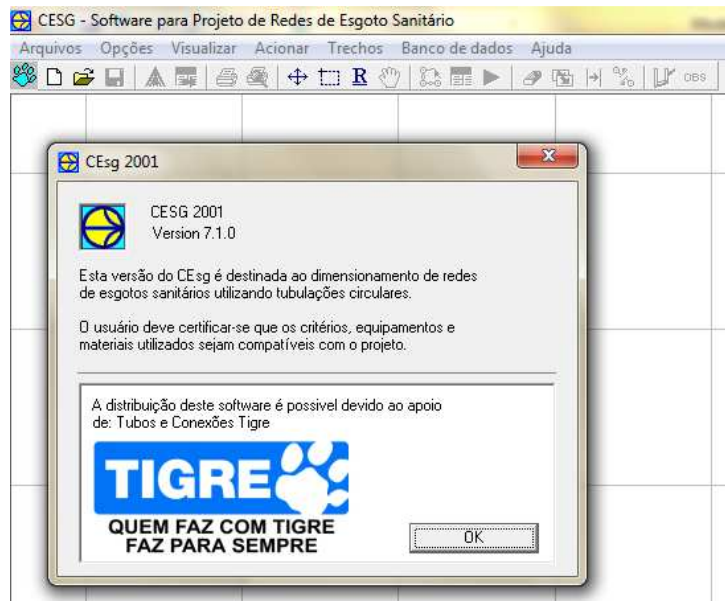 CESG - Software para Projeto de Redes de Esgoto Sanitário
Arquivos Opções Visualizar Acionar Trechos Banco de dados Ajuda
R OBS
CEsg 2001
CESG 2001
Version 7.1.0
Esta versão do CEsg é destinada ao dimensionamento de redes
de esgotos sanitários utilizando tubulações circulares.
O usuário deve certificar-se que os critérios, equipamentos e
materiais utilizados sejam compatíveis com o projeto.
A distribuição deste software é possivel devido ao apoio
de: Tubos e Conexões Tigre
TIGRE
QUEM FAZ COM TIGRE
FAZ PARA SEMPRE
OK